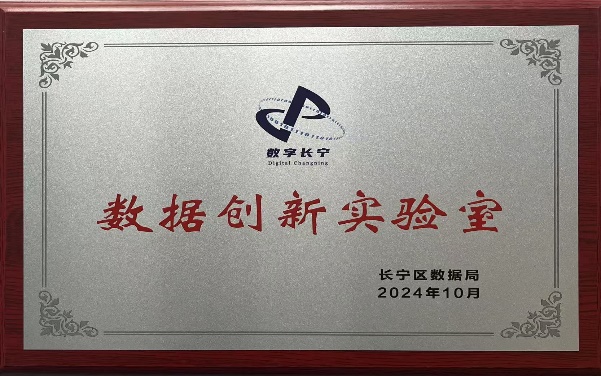 数字长宁
Digital Changning
数据创新实验室
长宁区数据局
2024年10月